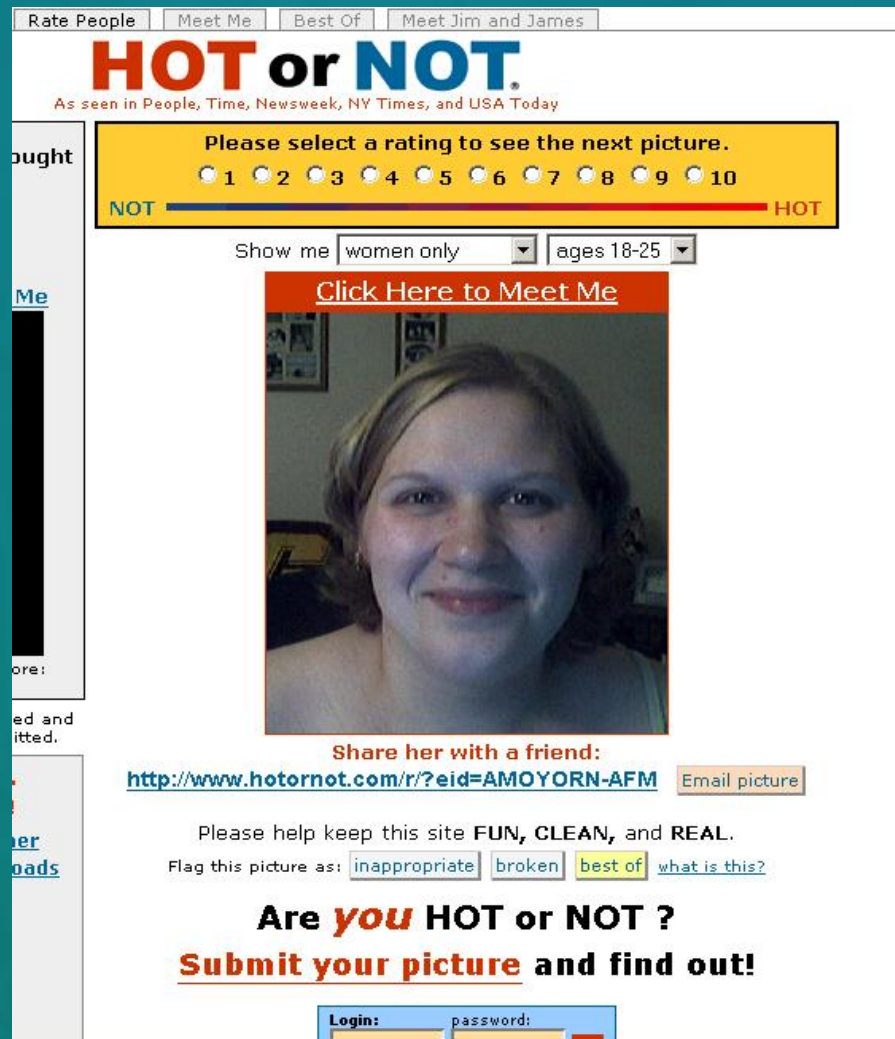 Rate People Meet Me Best Of Meet Jim and James
HOT or NOT®
As seen in People, Time, Newsweek, NY Times, and USA Today
Please select a rating to see the next picture.
1 2 3 4 5 6 7 8 9 10
NOT HOT
Show me women only ages 18-25
Me
Click Here to Meet Me
ore:
ed and
itted.
Share her with a friend:
http://www.hotornot.com/r/?eid=AMOYORN-AFM Email picture
Please help keep this site FUN, CLEAN, and REAL.
Flag this picture as: inappropriate broken best of what is this?
er
oads
Are you HOT or NOT ?
Submit your picture and find out!
Login: password: